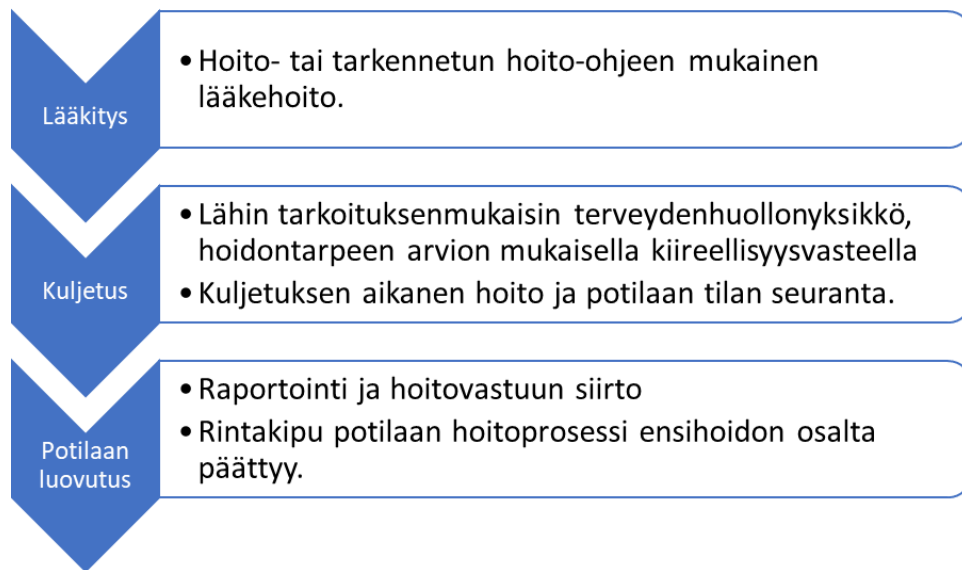 Lääkitys
• Hoito- tai tarkennetun hoito-ohjeen mukainen
lääkehoito.
Kuljetus
• Lähin tarkoituksenmukaisin terveydenhuollonyksikkö,
hoidontarpeen arvion mukaisella kiireellisyysvasteella
• Kuljetuksen aikanen hoito ja potilaan tilan seuranta.
Potilaan
luovutus
• Raportointi ja hoitovastuun siirto
• Rintakipu potilaan hoitoprosessi ensihoidon osalta
päättyy.